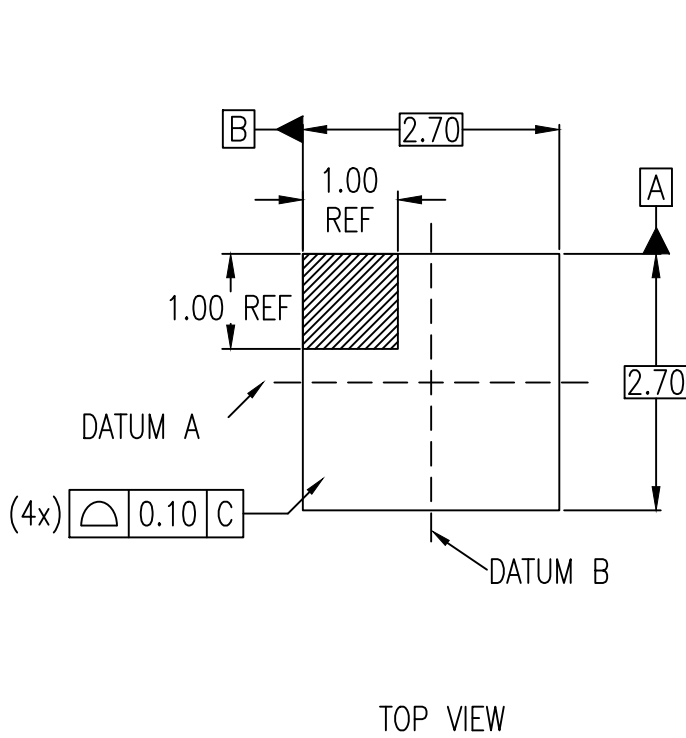 B
2.70
1.00
REF
A
1.00 REF
2.70
DATUM A
(4x) ⌓ 0.10 C
DATUM B
TOP VIEW